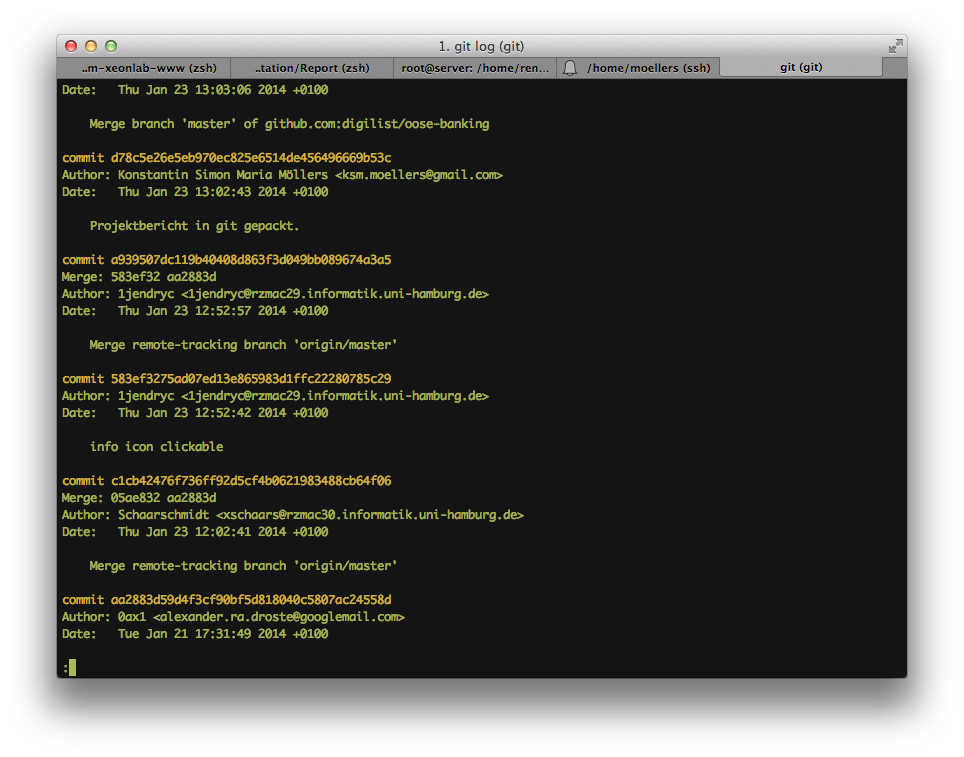 1. git log (git)
..m-xeonlab-www (zsh) ..tation/Report (zsh) root@server: /home/ren... /home/moellers (ssh) git (git)
Date:   Thu Jan 23 13:03:06 2014 +0100
Merge branch 'master' of github.com:digilist/oose-banking
commit d78c5e26e5eb970ec825e6514de456496669b53c
Author: Konstantin Simon Maria Möllers <ksm.moellers@gmail.com>
Date:   Thu Jan 23 13:02:43 2014 +0100
Projektbericht in git gepackt.
commit a939507dc119b40408d863f3d049bb089674a3a5
Merge: 583ef32 aa2883d
Author: 1jendryc <1jendryc@rzmac29.informatik.uni-hamburg.de>
Date:   Thu Jan 23 12:52:57 2014 +0100
Merge remote-tracking branch 'origin/master'
commit 583ef3275ad07ed13e865983d1ffc22280785c29
Author: 1jendryc <1jendryc@rzmac29.informatik.uni-hamburg.de>
Date:   Thu Jan 23 12:52:42 2014 +0100
info icon clickable
commit c1cb42476f736ff92d5cf4b0621983488cb64f06
Merge: 05ae832 aa2883d
Author: Schaarschmidt <xschaars@rzmac30.informatik.uni-hamburg.de>
Date:   Thu Jan 23 12:02:41 2014 +0100
Merge remote-tracking branch 'origin/master'
commit aa2883d59d4f3cf90bf5d818040c5807ac24558d
Author: 0ax1 <alexander.ra.droste@googlemail.com>
Date:   Tue Jan 21 17:31:49 2014 +0100
: